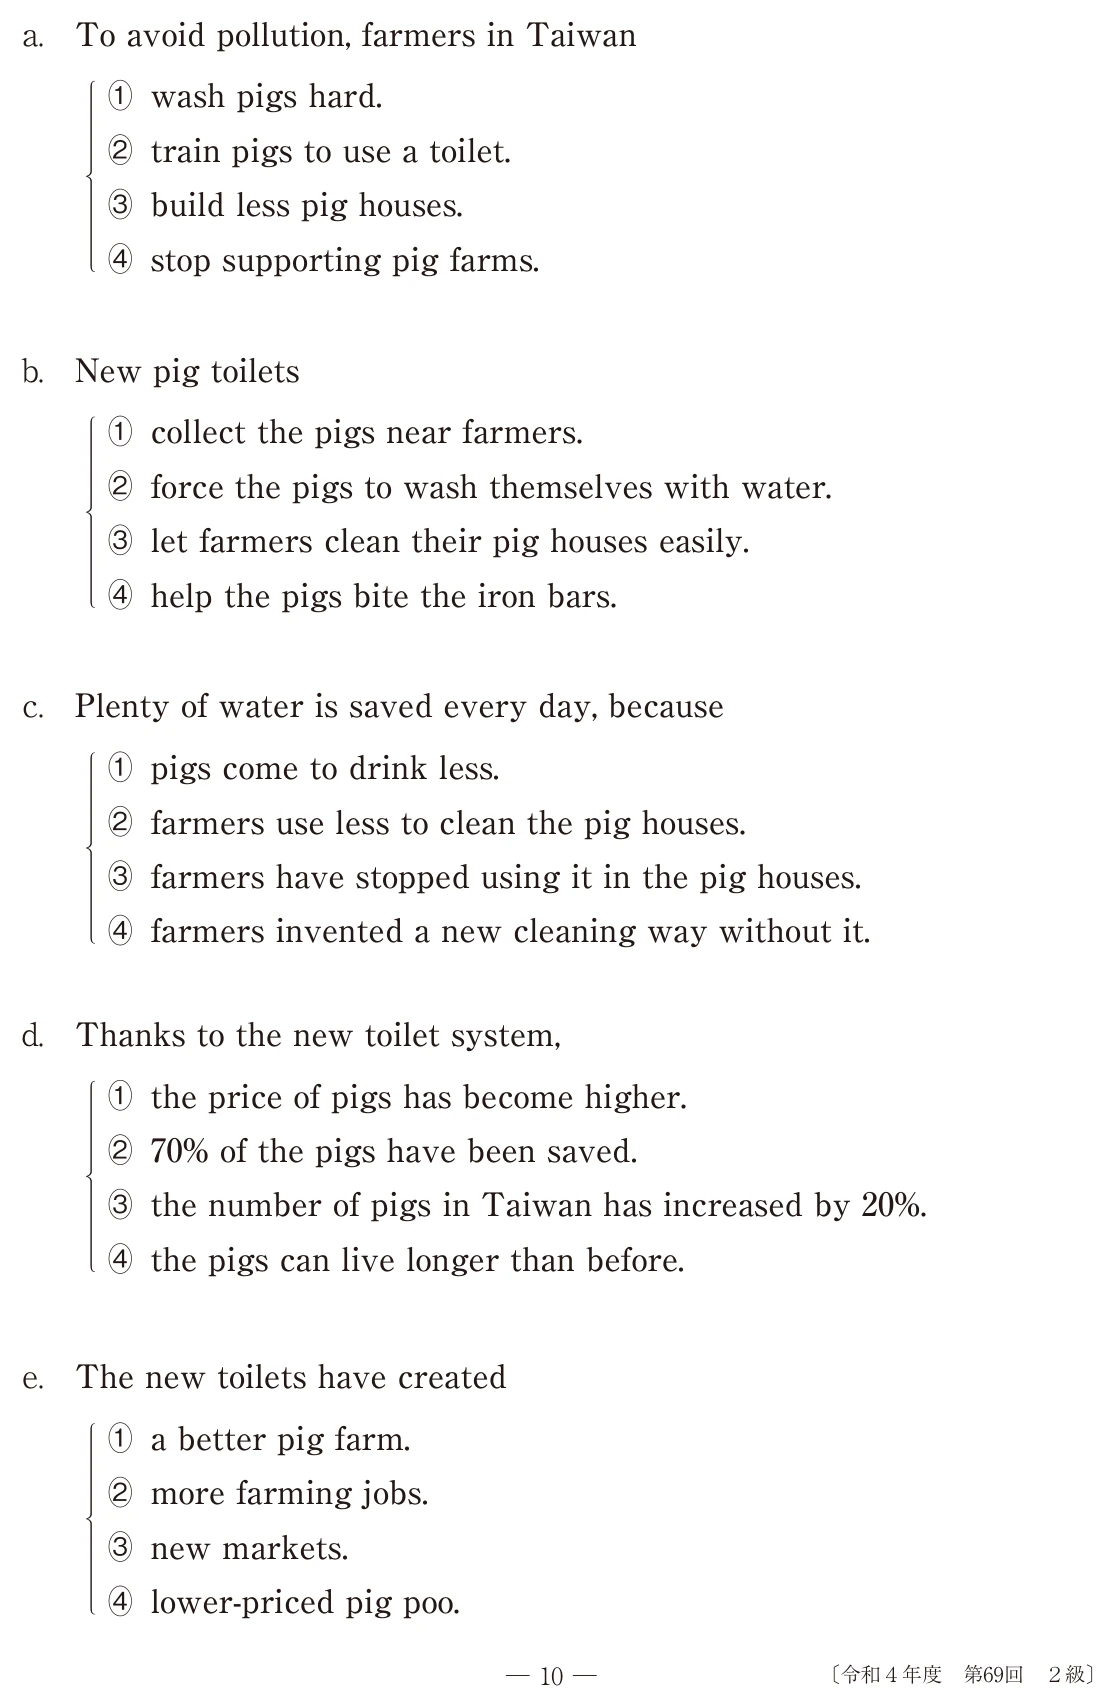 a. To avoid pollution, farmers in Taiwan
① wash pigs hard.
② train pigs to use a toilet.
③ build less pig houses.
④ stop supporting pig farms.
b. New pig toilets
① collect the pigs near farmers.
② force the pigs to wash themselves with water.
③ let farmers clean their pig houses easily.
④ help the pigs bite the iron bars.
c. Plenty of water is saved every day, because
① pigs come to drink less.
② farmers use less to clean the pig houses.
③ farmers have stopped using it in the pig houses.
④ farmers invented a new cleaning way without it.
d. Thanks to the new toilet system,
① the price of pigs has become higher.
② 70% of the pigs have been saved.
③ the number of pigs in Taiwan has increased by 20%.
④ the pigs can live longer than before.
e. The new toilets have created
① a better pig farm.
② more farming jobs.
③ new markets.
④ lower-priced pig poo.
― 10 ― 〔令和４年度　第69回　２級〕